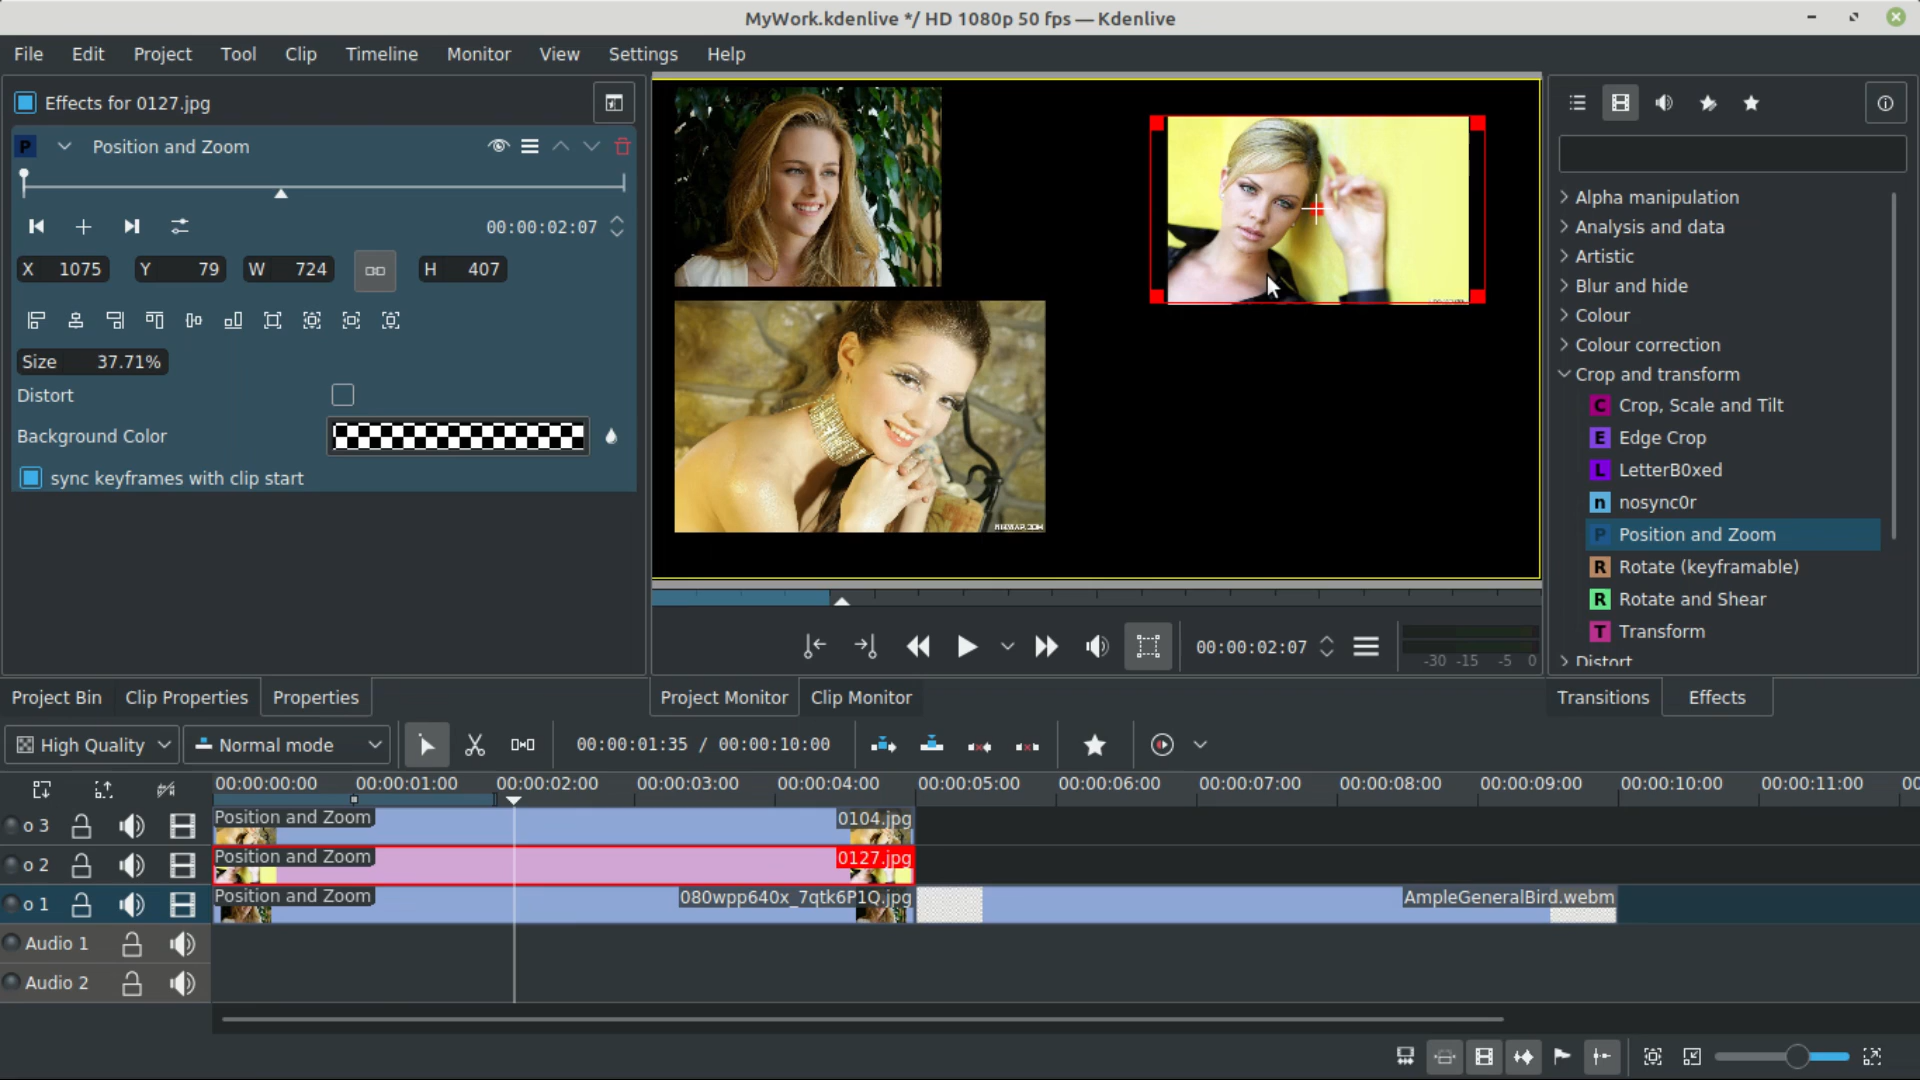 MyWork.kdenlive */ HD 1080p 50 fps — Kdenlive
File Edit Project Tool Clip Timeline Monitor View Settings Help
Effects for 0127.jpg
P Position and Zoom
00:00:02:07
X 1075 Y 79 W 724 H 407
Size 37.71%
Distort
Background Color
sync keyframes with clip start
Alpha manipulation
Analysis and data
Artistic
Blur and hide
Colour
Colour correction
Crop and transform
C Crop, Scale and Tilt
E Edge Crop
L LetterB0xed
n nosync0r
P Position and Zoom
R Rotate (keyframable)
R Rotate and Shear
T Transform
Distort
00:00:02:07
-30 -15 -5 0
Project Bin Clip Properties Properties
Project Monitor Clip Monitor
Transitions Effects
High Quality Normal mode 00:00:01:35 / 00:00:10:00
00:00:00:00 00:00:01:00 00:00:02:00 00:00:03:00 00:00:04:00 00:00:05:00 00:00:06:00 00:00:07:00 00:00:08:00 00:00:09:00 00:00:10:00 00:00:11:00 00
o 3 Position and Zoom 0104.jpg
o 2 Position and Zoom 0127.jpg
o 1 Position and Zoom 080wpp640x_7qtk6P1Q.jpg AmpleGeneralBird.webm
Audio 1
Audio 2